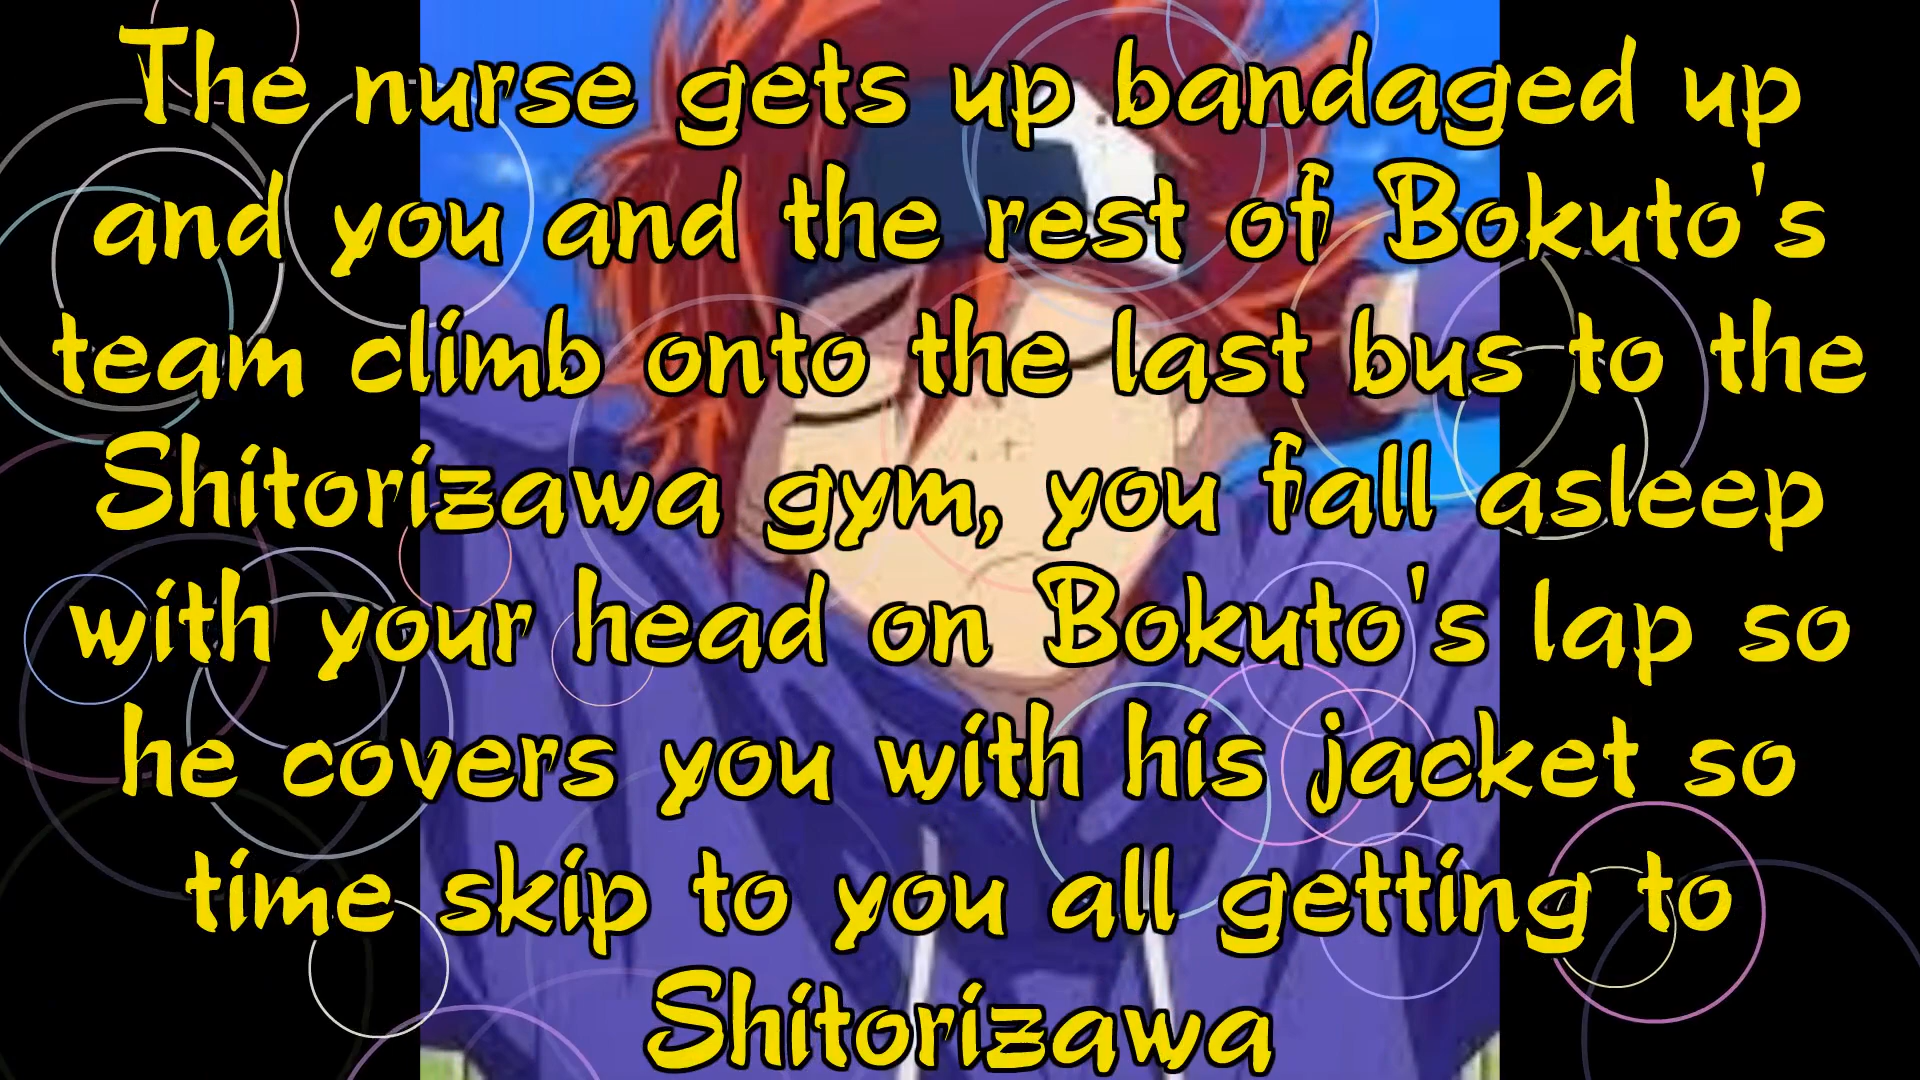 The nurse gets up bandaged up
and you and the rest of Bokuto's
team climb onto the last bus to the
Shitorizawa gym, you fall asleep
with your head on Bokuto's lap so
he covers you with his jacket so
time skip to you all getting to
Shitorizawa